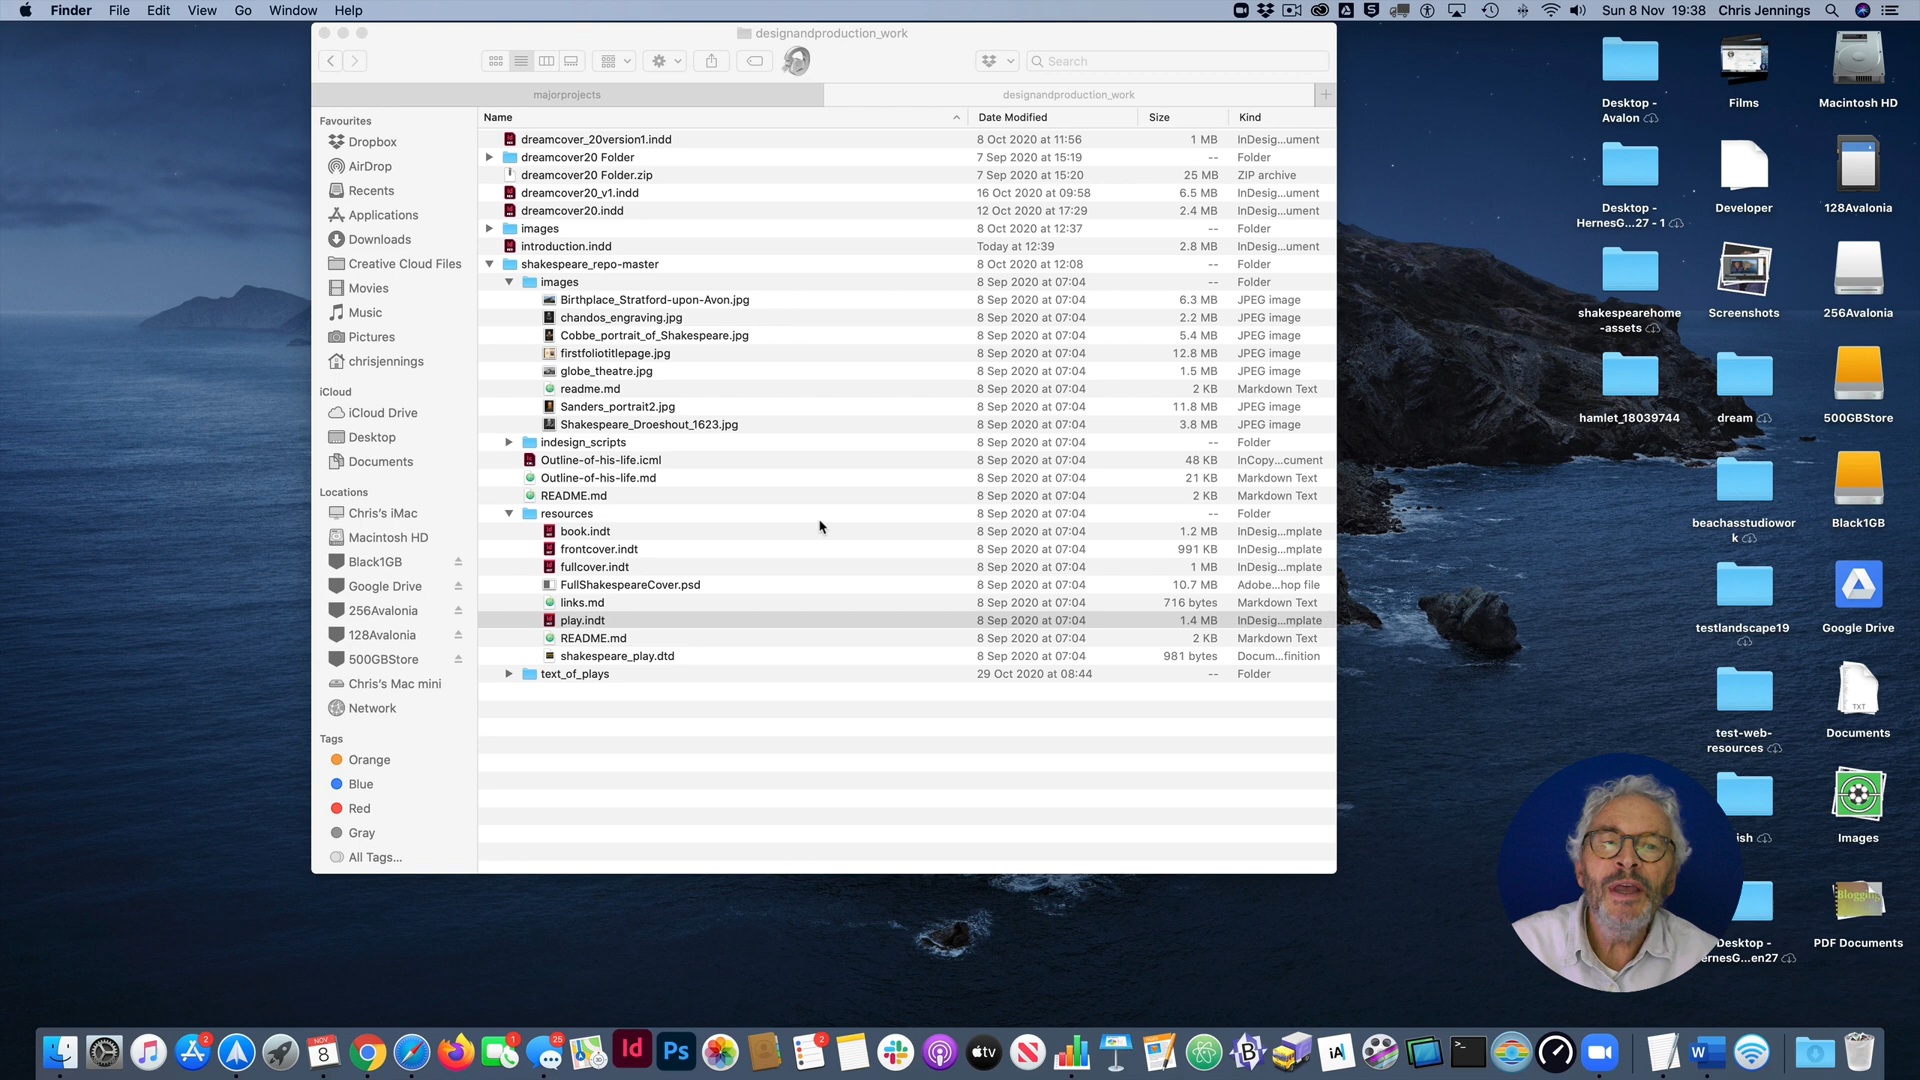 Finder File Edit View Go Window Help
Sun 8 Nov 19:38 Chris Jennings
designandproduction_work
Search
majorprojects
designandproduction_work
Name Date Modified Size Kind
dreamcover_20version1.indd 8 Oct 2020 at 11:56 1 MB InDesig...ument
dreamcover20 Folder 7 Sep 2020 at 15:19 -- Folder
dreamcover20 Folder.zip 7 Sep 2020 at 15:20 25 MB ZIP archive
dreamcover20_v1.indd 16 Oct 2020 at 09:58 6.5 MB InDesig...ument
dreamcover20.indd 12 Oct 2020 at 17:29 2.4 MB InDesig...ument
images 8 Oct 2020 at 12:37 -- Folder
introduction.indd Today at 12:39 2.8 MB InDesig...ument
shakespeare_repo-master 8 Oct 2020 at 12:08 -- Folder
images 8 Sep 2020 at 07:04 -- Folder
Birthplace_Stratford-upon-Avon.jpg 8 Sep 2020 at 07:04 6.3 MB JPEG image
chandos_engraving.jpg 8 Sep 2020 at 07:04 2.2 MB JPEG image
Cobbe_portrait_of_Shakespeare.jpg 8 Sep 2020 at 07:04 5.4 MB JPEG image
firstfoliotitlepage.jpg 8 Sep 2020 at 07:04 12.8 MB JPEG image
globe_theatre.jpg 8 Sep 2020 at 07:04 1.5 MB JPEG image
readme.md 8 Sep 2020 at 07:04 2 KB Markdown Text
Sanders_portrait2.jpg 8 Sep 2020 at 07:04 11.8 MB JPEG image
Shakespeare_Droeshout_1623.jpg 8 Sep 2020 at 07:04 3.8 MB JPEG image
indesign_scripts 8 Sep 2020 at 07:04 -- Folder
Outline-of-his-life.icml 8 Sep 2020 at 07:04 48 KB InCopy...cument
Outline-of-his-life.md 8 Sep 2020 at 07:04 21 KB Markdown Text
README.md 8 Sep 2020 at 07:04 2 KB Markdown Text
resources 8 Sep 2020 at 07:04 -- Folder
book.indt 8 Sep 2020 at 07:04 1.2 MB InDesig...mplate
frontcover.indt 8 Sep 2020 at 07:04 991 KB InDesig...mplate
fullcover.indt 8 Sep 2020 at 07:04 1 MB InDesig...mplate
FullShakespeareCover.psd 8 Sep 2020 at 07:04 10.7 MB Adobe...hop file
links.md 8 Sep 2020 at 07:04 716 bytes Markdown Text
play.indt 8 Sep 2020 at 07:04 1.4 MB InDesig...mplate
README.md 8 Sep 2020 at 07:04 2 KB Markdown Text
shakespeare_play.dtd 8 Sep 2020 at 07:04 981 bytes Docum...finition
text_of_plays 29 Oct 2020 at 08:44 -- Folder
Favourites
Dropbox
AirDrop
Recents
Applications
Downloads
Creative Cloud Files
Movies
Music
Pictures
chrisjennings
iCloud
iCloud Drive
Desktop
Documents
Locations
Chris's iMac
Macintosh HD
Black1GB
Google Drive
256Avalonia
128Avalonia
500GBStore
Chris's Mac mini
Network
Tags
Orange
Blue
Red
Gray
All Tags...
Desktop -
Avalon
Films
Macintosh HD
Desktop -
HernesG...27 - 1
Developer
128Avalonia
shakespearehome
-assets
Screenshots
256Avalonia
hamlet_18039744
dream
500GBStore
beachasstudiowor
k
Black1GB
testlandscape19
Google Drive
test-web-
resources
TXT
Documents
ish
Images
Desktop -
ernesG...en27
Blogging
PDF Documents
2
NOV
8
1
25
Id
Ps
2
tv
N
B
iA
>_
W